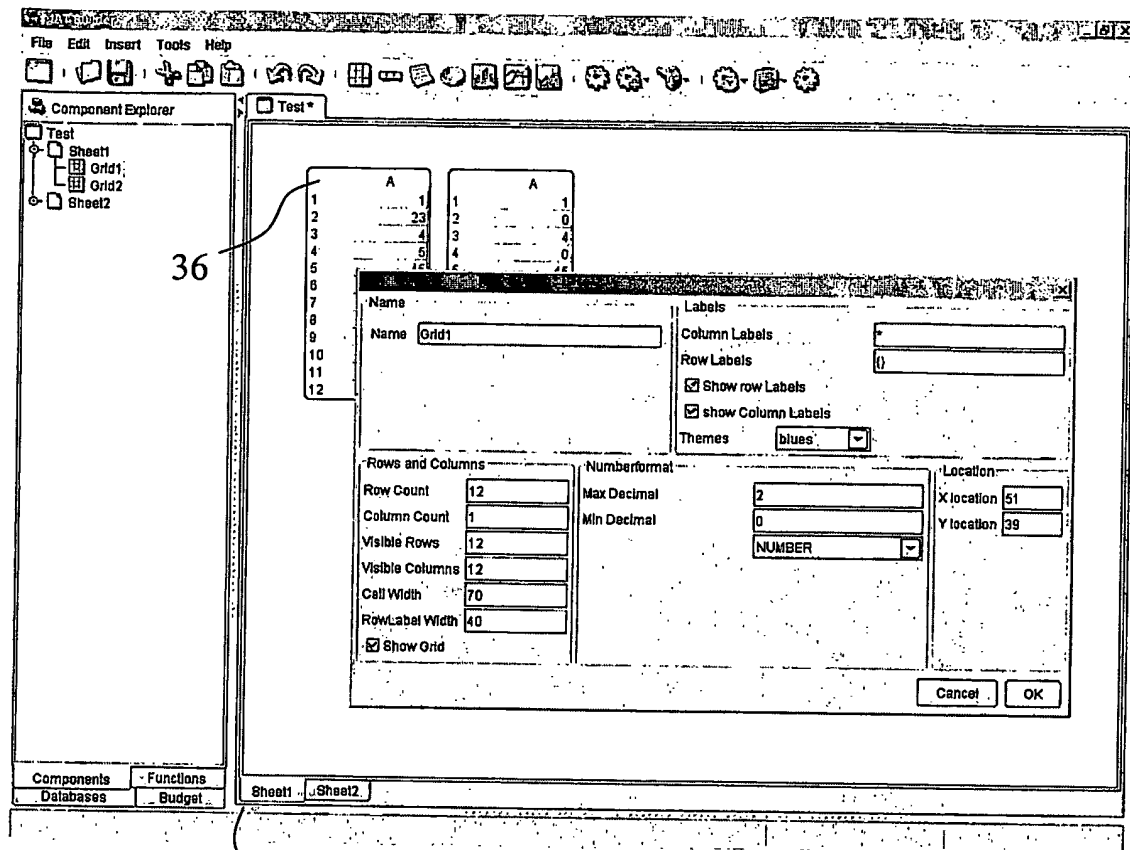 File Edit Insert Tools Help
Component Explorer
Test
Sheet1
Grid1
Grid2
Sheet2
Test*
A
1 1
2 23
3 4
4 5
5
6
7
8
9
10
11
12
A
1 1
2 0
3 4
4 0
36
Name
Name Grid1
Labels
Column Labels *
Row Labels {}
Show row Labels
show Column Labels
Themes blues
Rows and Columns
Row Count 12
Column Count 1
Visible Rows 12
Visible Columns 12
Cell Width 70
RowLabel Width 40
Show Grid
Numberformat
Max Decimal 2
Min Decimal 0
NUMBER
Location
X location 51
Y location 39
Cancel OK
Components Functions
Databases Budget
Sheet1 Sheet2